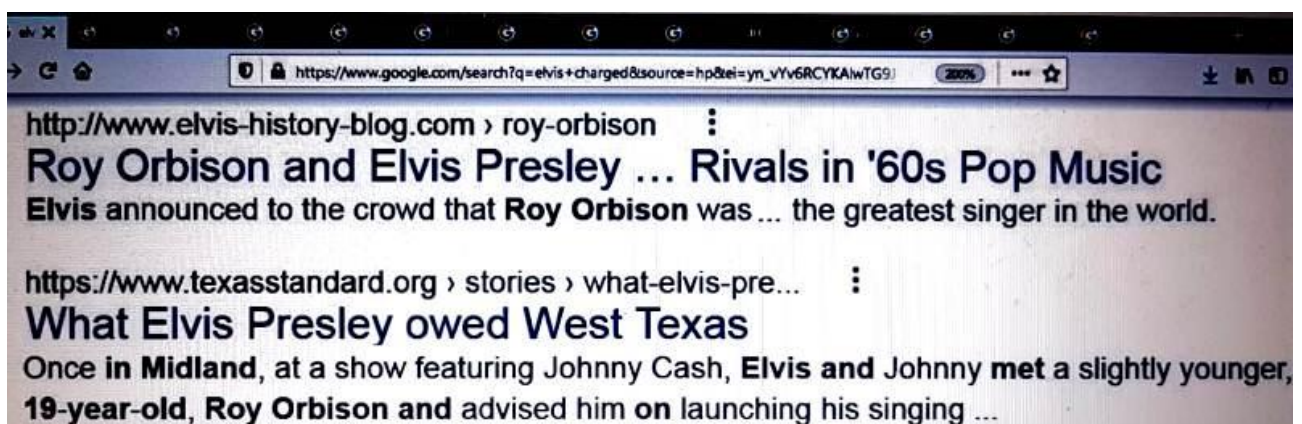 https://www.google.com/search?q=elvis+charged&source=hp&ei=yn_vYv6RCYKAlwTG9J 200%
http://www.elvis-history-blog.com › roy-orbison
Roy Orbison and Elvis Presley ... Rivals in '60s Pop Music
Elvis announced to the crowd that Roy Orbison was ... the greatest singer in the world.
https://www.texasstandard.org › stories › what-elvis-pre...
What Elvis Presley owed West Texas
Once in Midland, at a show featuring Johnny Cash, Elvis and Johnny met a slightly younger,
19-year-old, Roy Orbison and advised him on launching his singing ...